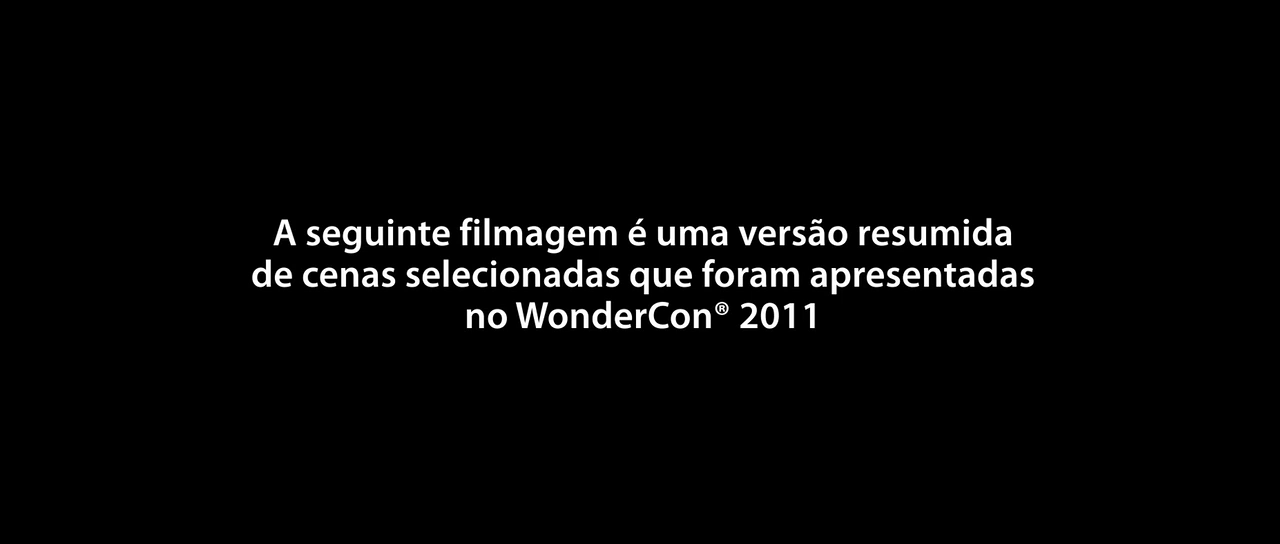 A seguinte filmagem é uma versão resumida
de cenas selecionadas que foram apresentadas
no WonderCon® 2011